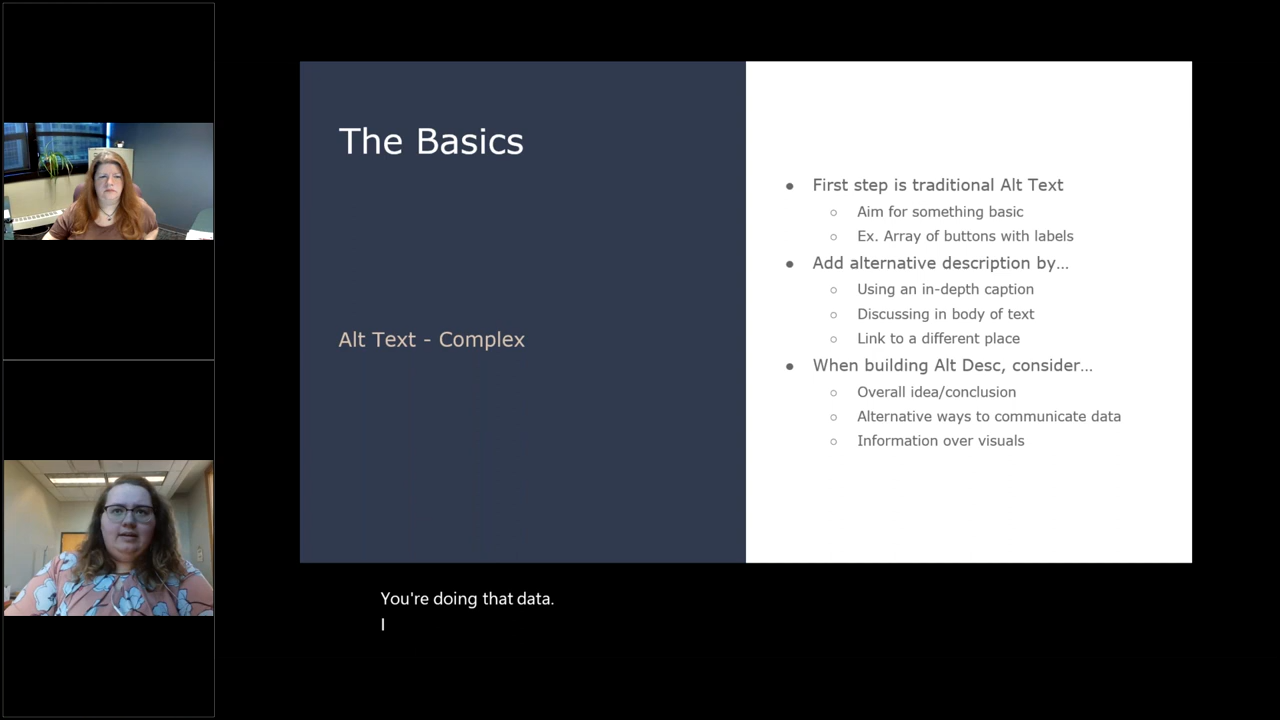 The Basics
Alt Text - Complex
● First step is traditional Alt Text
○ Aim for something basic
○ Ex. Array of buttons with labels
● Add alternative description by…
○ Using an in-depth caption
○ Discussing in body of text
○ Link to a different place
● When building Alt Desc, consider…
○ Overall idea/conclusion
○ Alternative ways to communicate data
○ Information over visuals
You're doing that data.
I